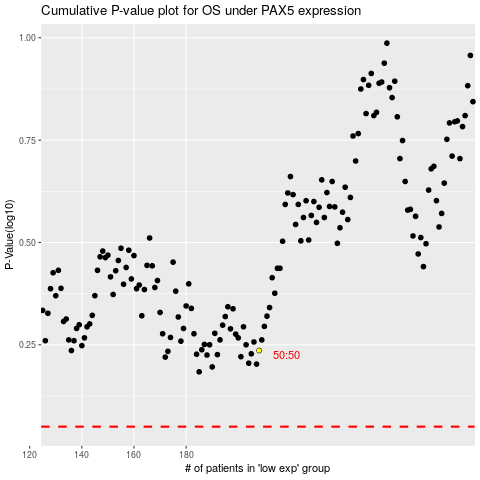 Cumulative P-value plot for OS under PAX5 expression
1.00
0.75
0.50
0.25
P-Value(log10)
50:50
120 140 160 180
# of patients in 'low exp' group